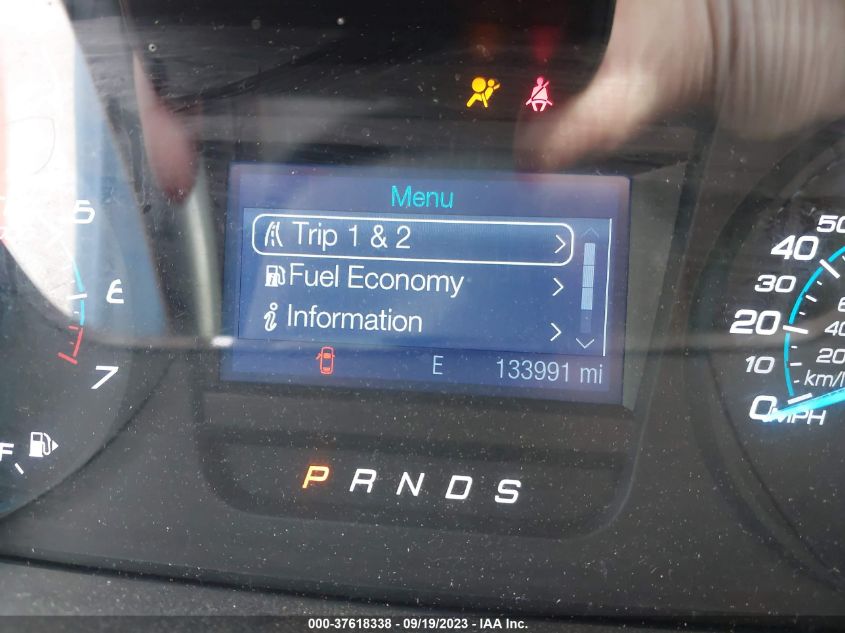 Menu
Trip 1 & 2
Fuel Economy
Information
E 133991 mi
P R N D S
6
7
F
50
40
30
20
10
0 MPH
40
20
km/
000-37618338 - 09/19/2023 - IAA Inc.